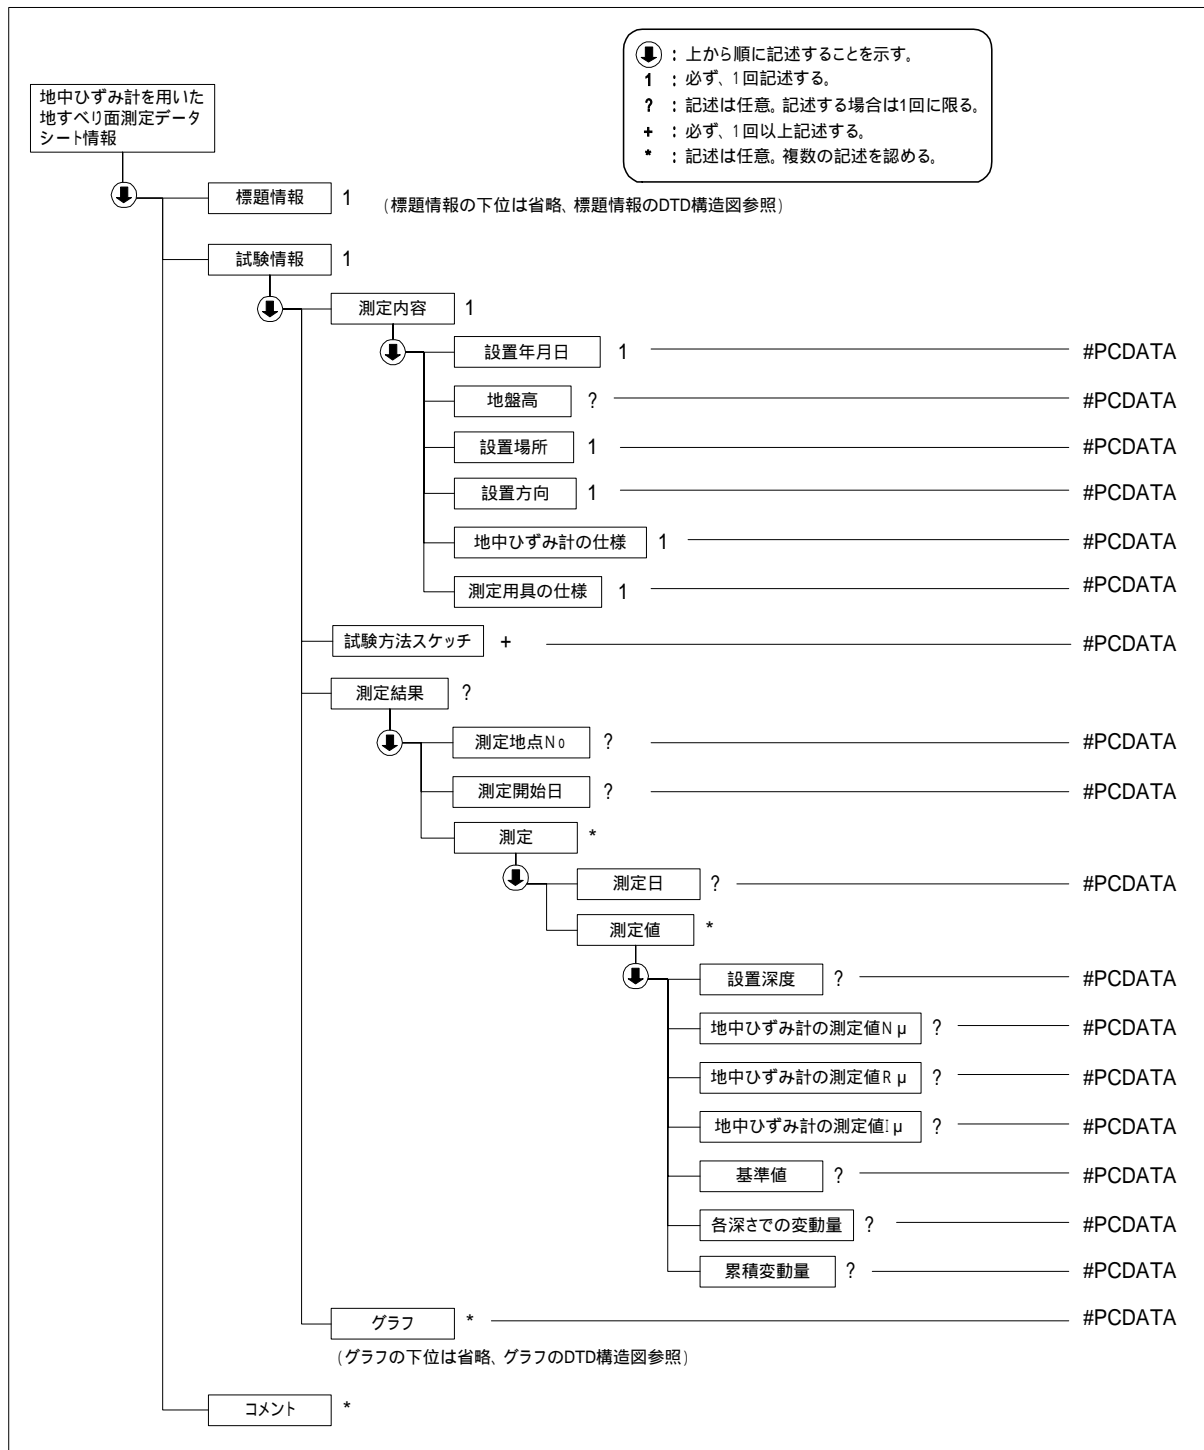 : 上から順に記述することを示す。
1 : 必ず、1回記述する。
? : 記述は任意。記述する場合は1回に限る。
+ : 必ず、1回以上記述する。
* : 記述は任意。複数の記述を認める。
地中ひずみ計を用いた
地すべり面測定データ
シート情報
標題情報 1 (標題情報の下位は省略、標題情報のDTD構造図参照)
試験情報 1
測定内容 1
設置年月日 1 #PCDATA
地盤高 ? #PCDATA
設置場所 1 #PCDATA
設置方向 1 #PCDATA
地中ひずみ計の仕様 1 #PCDATA
測定用具の仕様 1 #PCDATA
試験方法スケッチ + #PCDATA
測定結果 ?
測定地点No ? #PCDATA
測定開始日 ? #PCDATA
測定 *
測定日 ? #PCDATA
測定値 *
設置深度 ? #PCDATA
地中ひずみ計の測定値Nμ ? #PCDATA
地中ひずみ計の測定値Rμ ? #PCDATA
地中ひずみ計の測定値Iμ ? #PCDATA
基準値 ? #PCDATA
各深さでの変動量 ? #PCDATA
累積変動量 ? #PCDATA
グラフ * #PCDATA
(グラフの下位は省略、グラフのDTD構造図参照)
コメント *